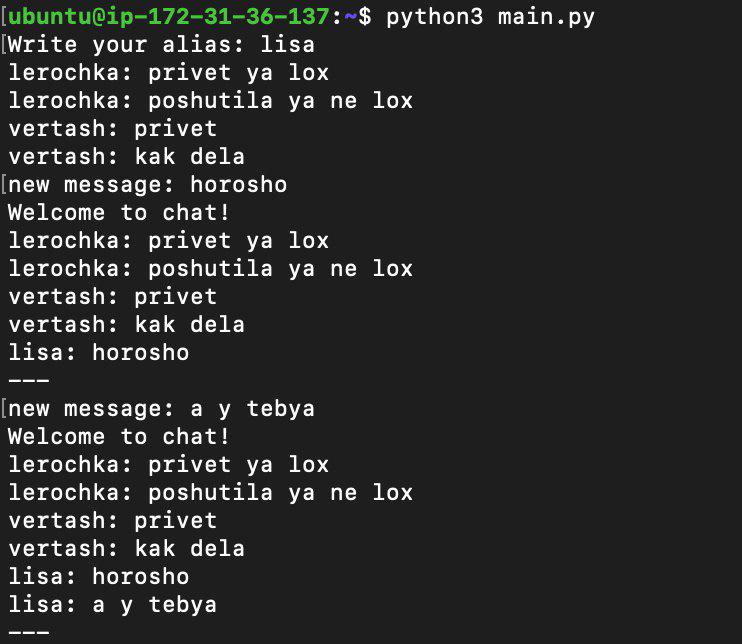 ubuntu@ip-172-31-36-137:~$ python3 main.py
Write your alias: lisa
lerochka: privet ya lox
lerochka: poshutila ya ne lox
vertash: privet
vertash: kak dela
new message: horosho
Welcome to chat!
lerochka: privet ya lox
lerochka: poshutila ya ne lox
vertash: privet
vertash: kak dela
lisa: horosho
---
new message: a y tebya
Welcome to chat!
lerochka: privet ya lox
lerochka: poshutila ya ne lox
vertash: privet
vertash: kak dela
lisa: horosho
lisa: a y tebya
---